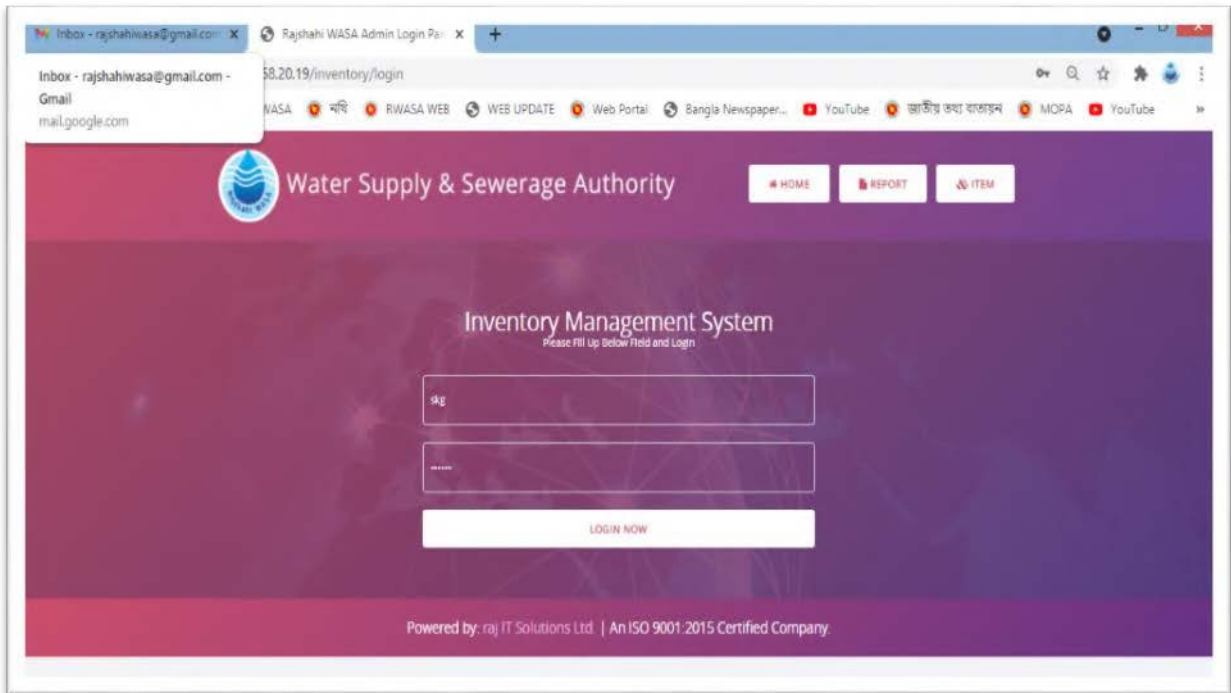 Inbox - rajshahiwasa@gmail.com X Rajshahi WASA Admin Login Pa X +
Inbox - rajshahiwasa@gmail.com -
Gmail
mail.google.com
58.20.19/inventory/login
WASA নথি RWASA WEB WEB UPDATE Web Portal Bangla Newspaper... YouTube জাতীয় তথ্য বাতায়ন MOPA YouTube »
Water Supply & Sewerage Authority
HOME REPORT ITEM
Inventory Management System
Please Fill Up Below Field and Login
skg
LOGIN NOW
Powered by: raj IT Solutions Ltd. | An ISO 9001:2015 Certified Company.